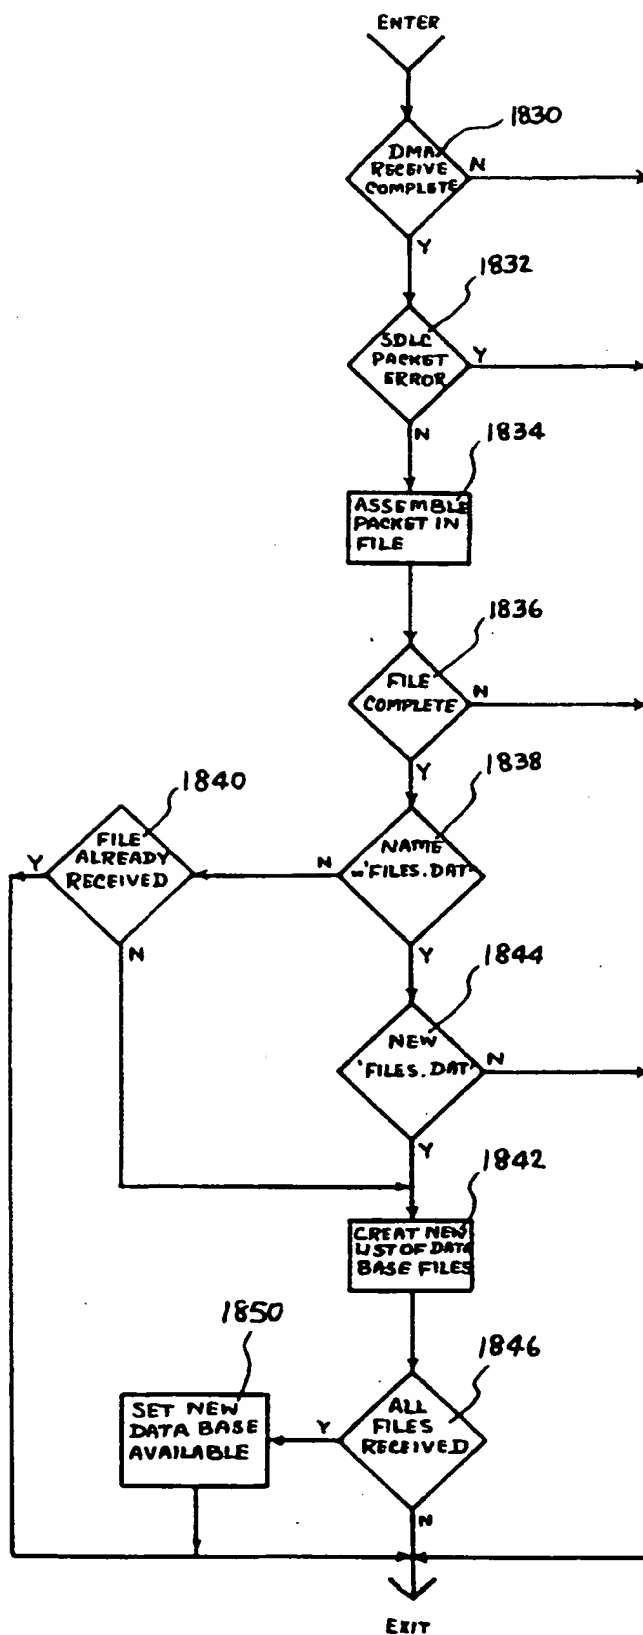 ENTER
1830
DMA
RECEIVE
COMPLETE
N
Y
1832
SDLC
PACKET
ERROR
Y
N
1834
ASSEMBLE
PACKET IN
FILE
1836
FILE
COMPLETE
N
Y
1838
1840
NAME
='FILES.DAT'
N
FILE
ALREADY
RECEIVED
Y
N
Y
1844
NEW
'FILES.DAT'
N
Y
1842
CREAT NEW
LIST OF DATA
BASE FILES
1850
1846
ALL
FILES
RECEIVED
Y
SET NEW
DATA BASE
AVAILABLE
N
EXIT